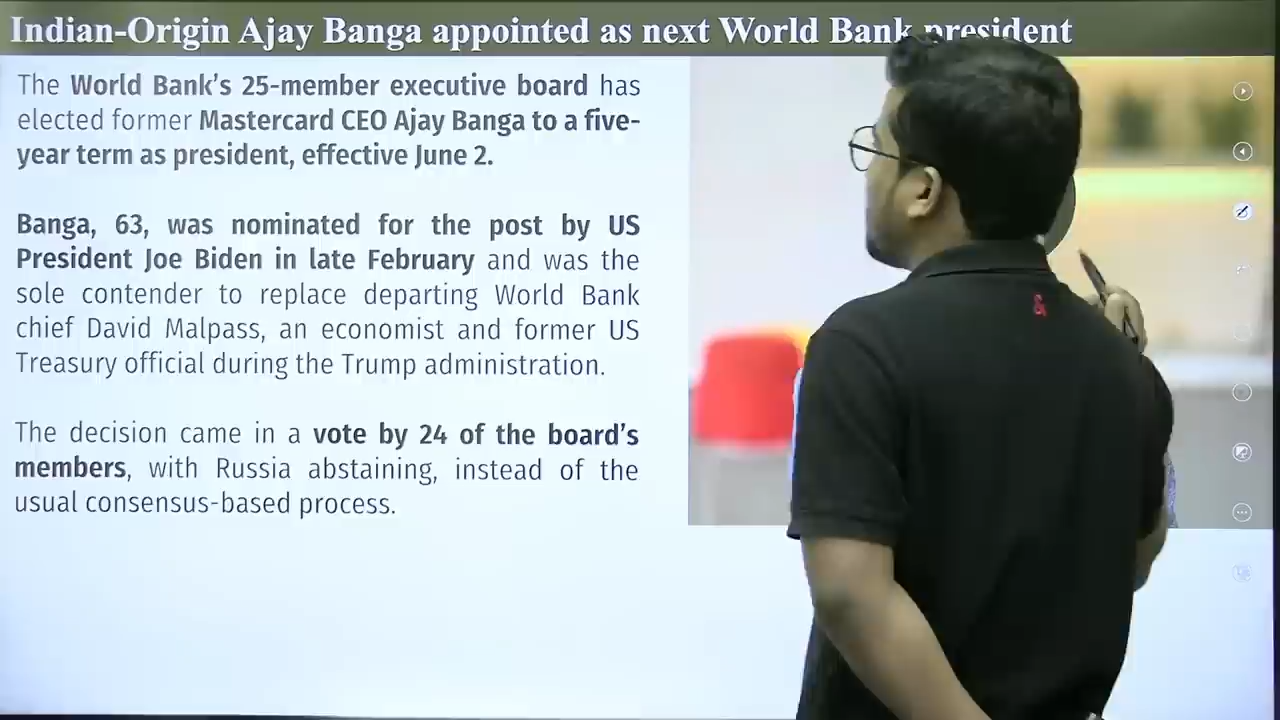 Indian-Origin Ajay Banga appointed as next World Bank president
The World Bank's 25-member executive board has
elected former Mastercard CEO Ajay Banga to a five-
year term as president, effective June 2.
Banga, 63, was nominated for the post by US
President Joe Biden in late February and was the
sole contender to replace departing World Bank
chief David Malpass, an economist and former US
Treasury official during the Trump administration.
The decision came in a vote by 24 of the board's
members, with Russia abstaining, instead of the
usual consensus-based process.
&